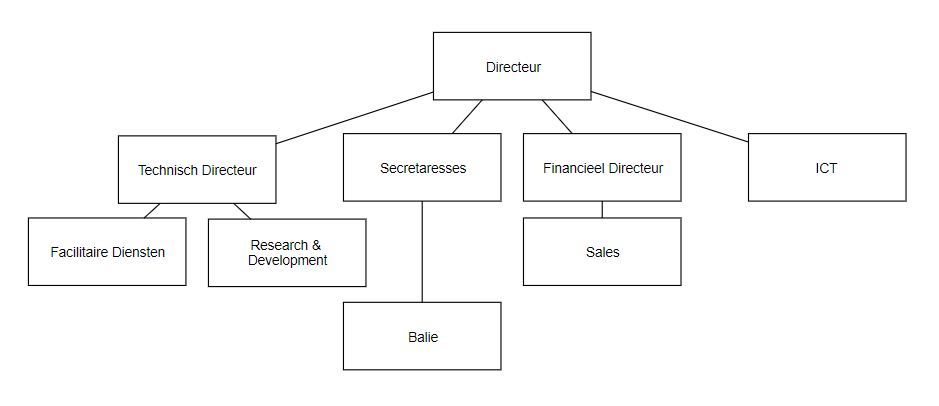 Directeur
Technisch Directeur
Secretaresses
Financieel Directeur
ICT
Facilitaire Diensten
Research &
Development
Sales
Balie